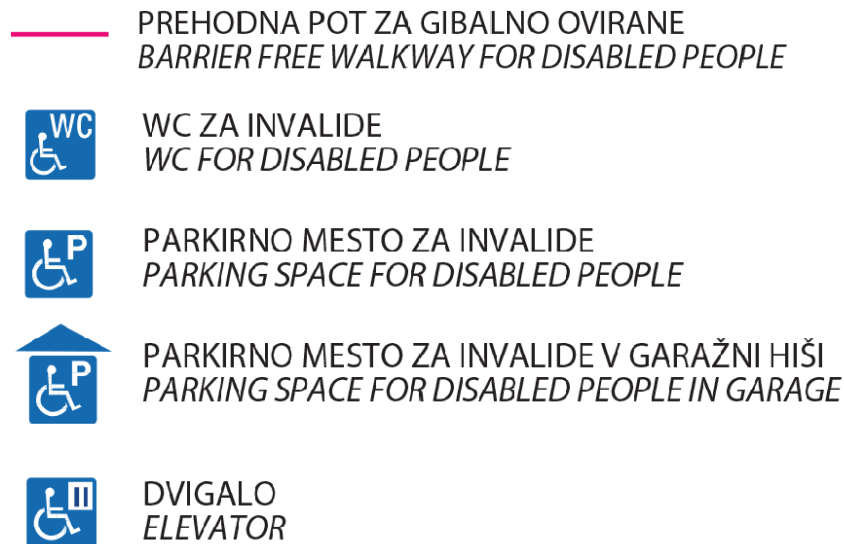 PREHODNA POT ZA GIBALNO OVIRANE
BARRIER FREE WALKWAY FOR DISABLED PEOPLE
WC
WC ZA INVALIDE
WC FOR DISABLED PEOPLE
P
PARKIRNO MESTO ZA INVALIDE
PARKING SPACE FOR DISABLED PEOPLE
P
PARKIRNO MESTO ZA INVALIDE V GARAŽNI HIŠI
PARKING SPACE FOR DISABLED PEOPLE IN GARAGE
DVIGALO
ELEVATOR